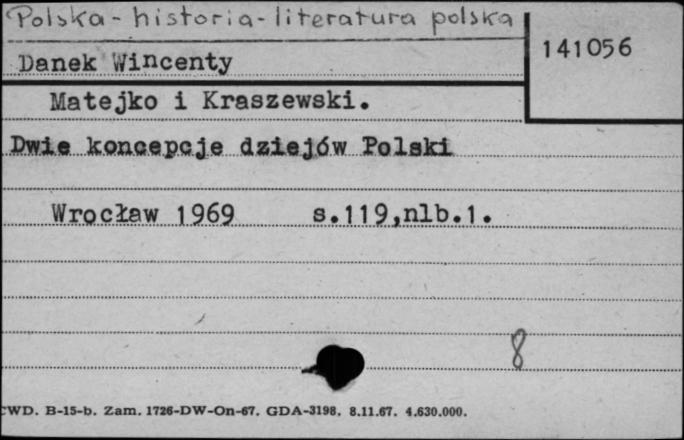 Polska - historia - literatura polska
141056
Danek Wincenty
Matejko i Kraszewski.
Dwie koncepcje dziejów Polski
Wrocław 1969 s.119,nlb.1.
8
CWD. B-15-b. Zam. 1726-DW-On-67. GDA-3198. 8.11.67. 4.630.000.